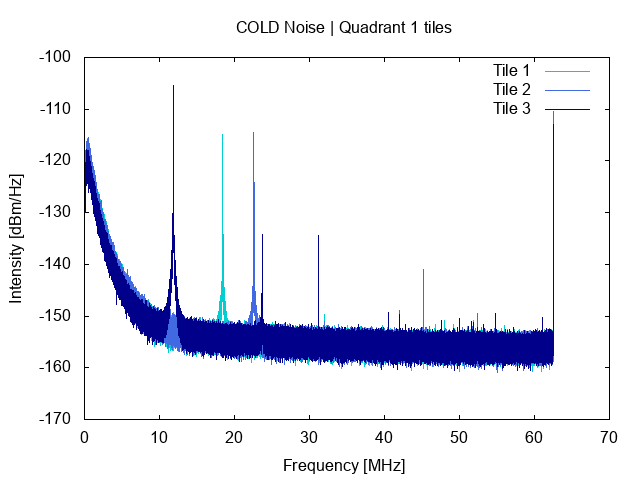 COLD Noise | Quadrant 1 tiles
-100
-110
-120
-130
-140
-150
-160
-170
Intensity [dBm/Hz]
Tile 1
Tile 2
Tile 3
0 10 20 30 40 50 60 70
Frequency [MHz]